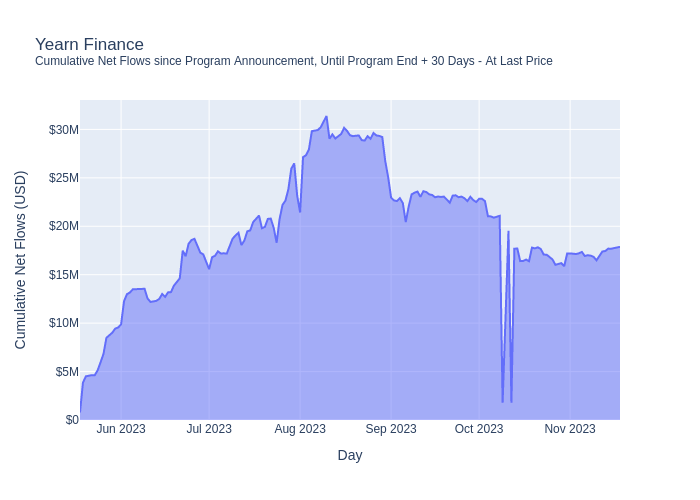 Yearn Finance
Cumulative Net Flows since Program Announcement, Until Program End + 30 Days - At Last Price
Cumulative Net Flows (USD)
$30M
$25M
$20M
$15M
$10M
$5M
$0
Jun 2023 Jul 2023 Aug 2023 Sep 2023 Oct 2023 Nov 2023
Day